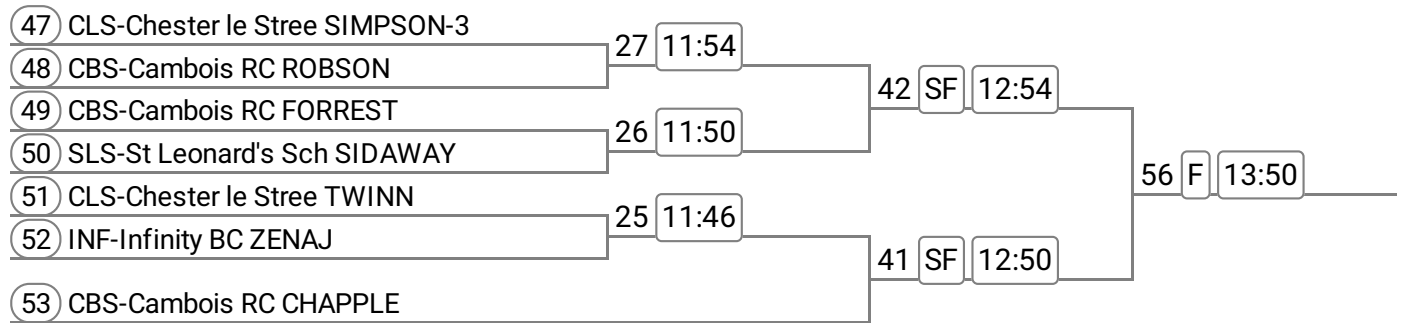 47 CLS-Chester le Stree SIMPSON-3
27 11:54
48 CBS-Cambois RC ROBSON
42 SF 12:54
49 CBS-Cambois RC FORREST
26 11:50
50 SLS-St Leonard's Sch SIDAWAY
56 F 13:50
51 CLS-Chester le Stree TWINN
25 11:46
52 INF-Infinity BC ZENAJ
41 SF 12:50
53 CBS-Cambois RC CHAPPLE